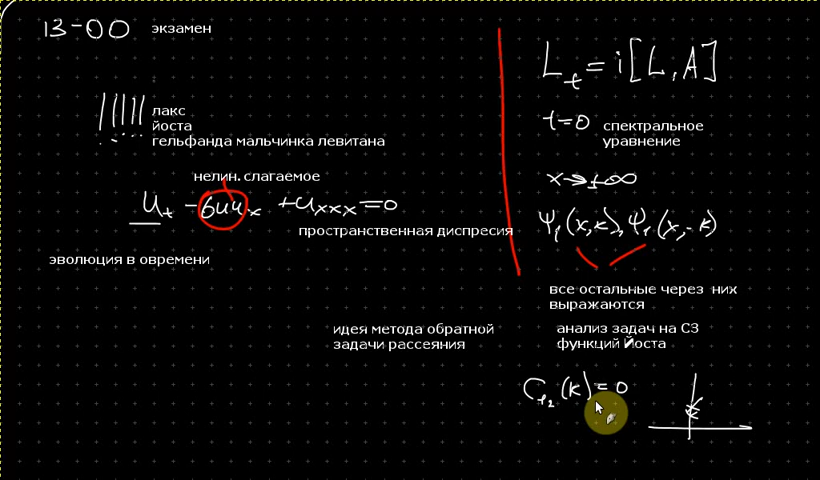 13-00 экзамен
лакс
йоста
гельфанда мальчинка левитана
нелин. слагаемое
u_t - 6uu_x + u_xxx = 0
пространственная диспресия
эволюция в овремени
идея метода обратной
задачи рассеяния
L_t = i[L, A]
t=0 спектральное
уравнение
x→±∞
Ψ_1(x,k), Ψ_1(x,-k)
все остальные через них
выражаются
анализ задач на СЗ
функций Йоста
C_12(k) = 0